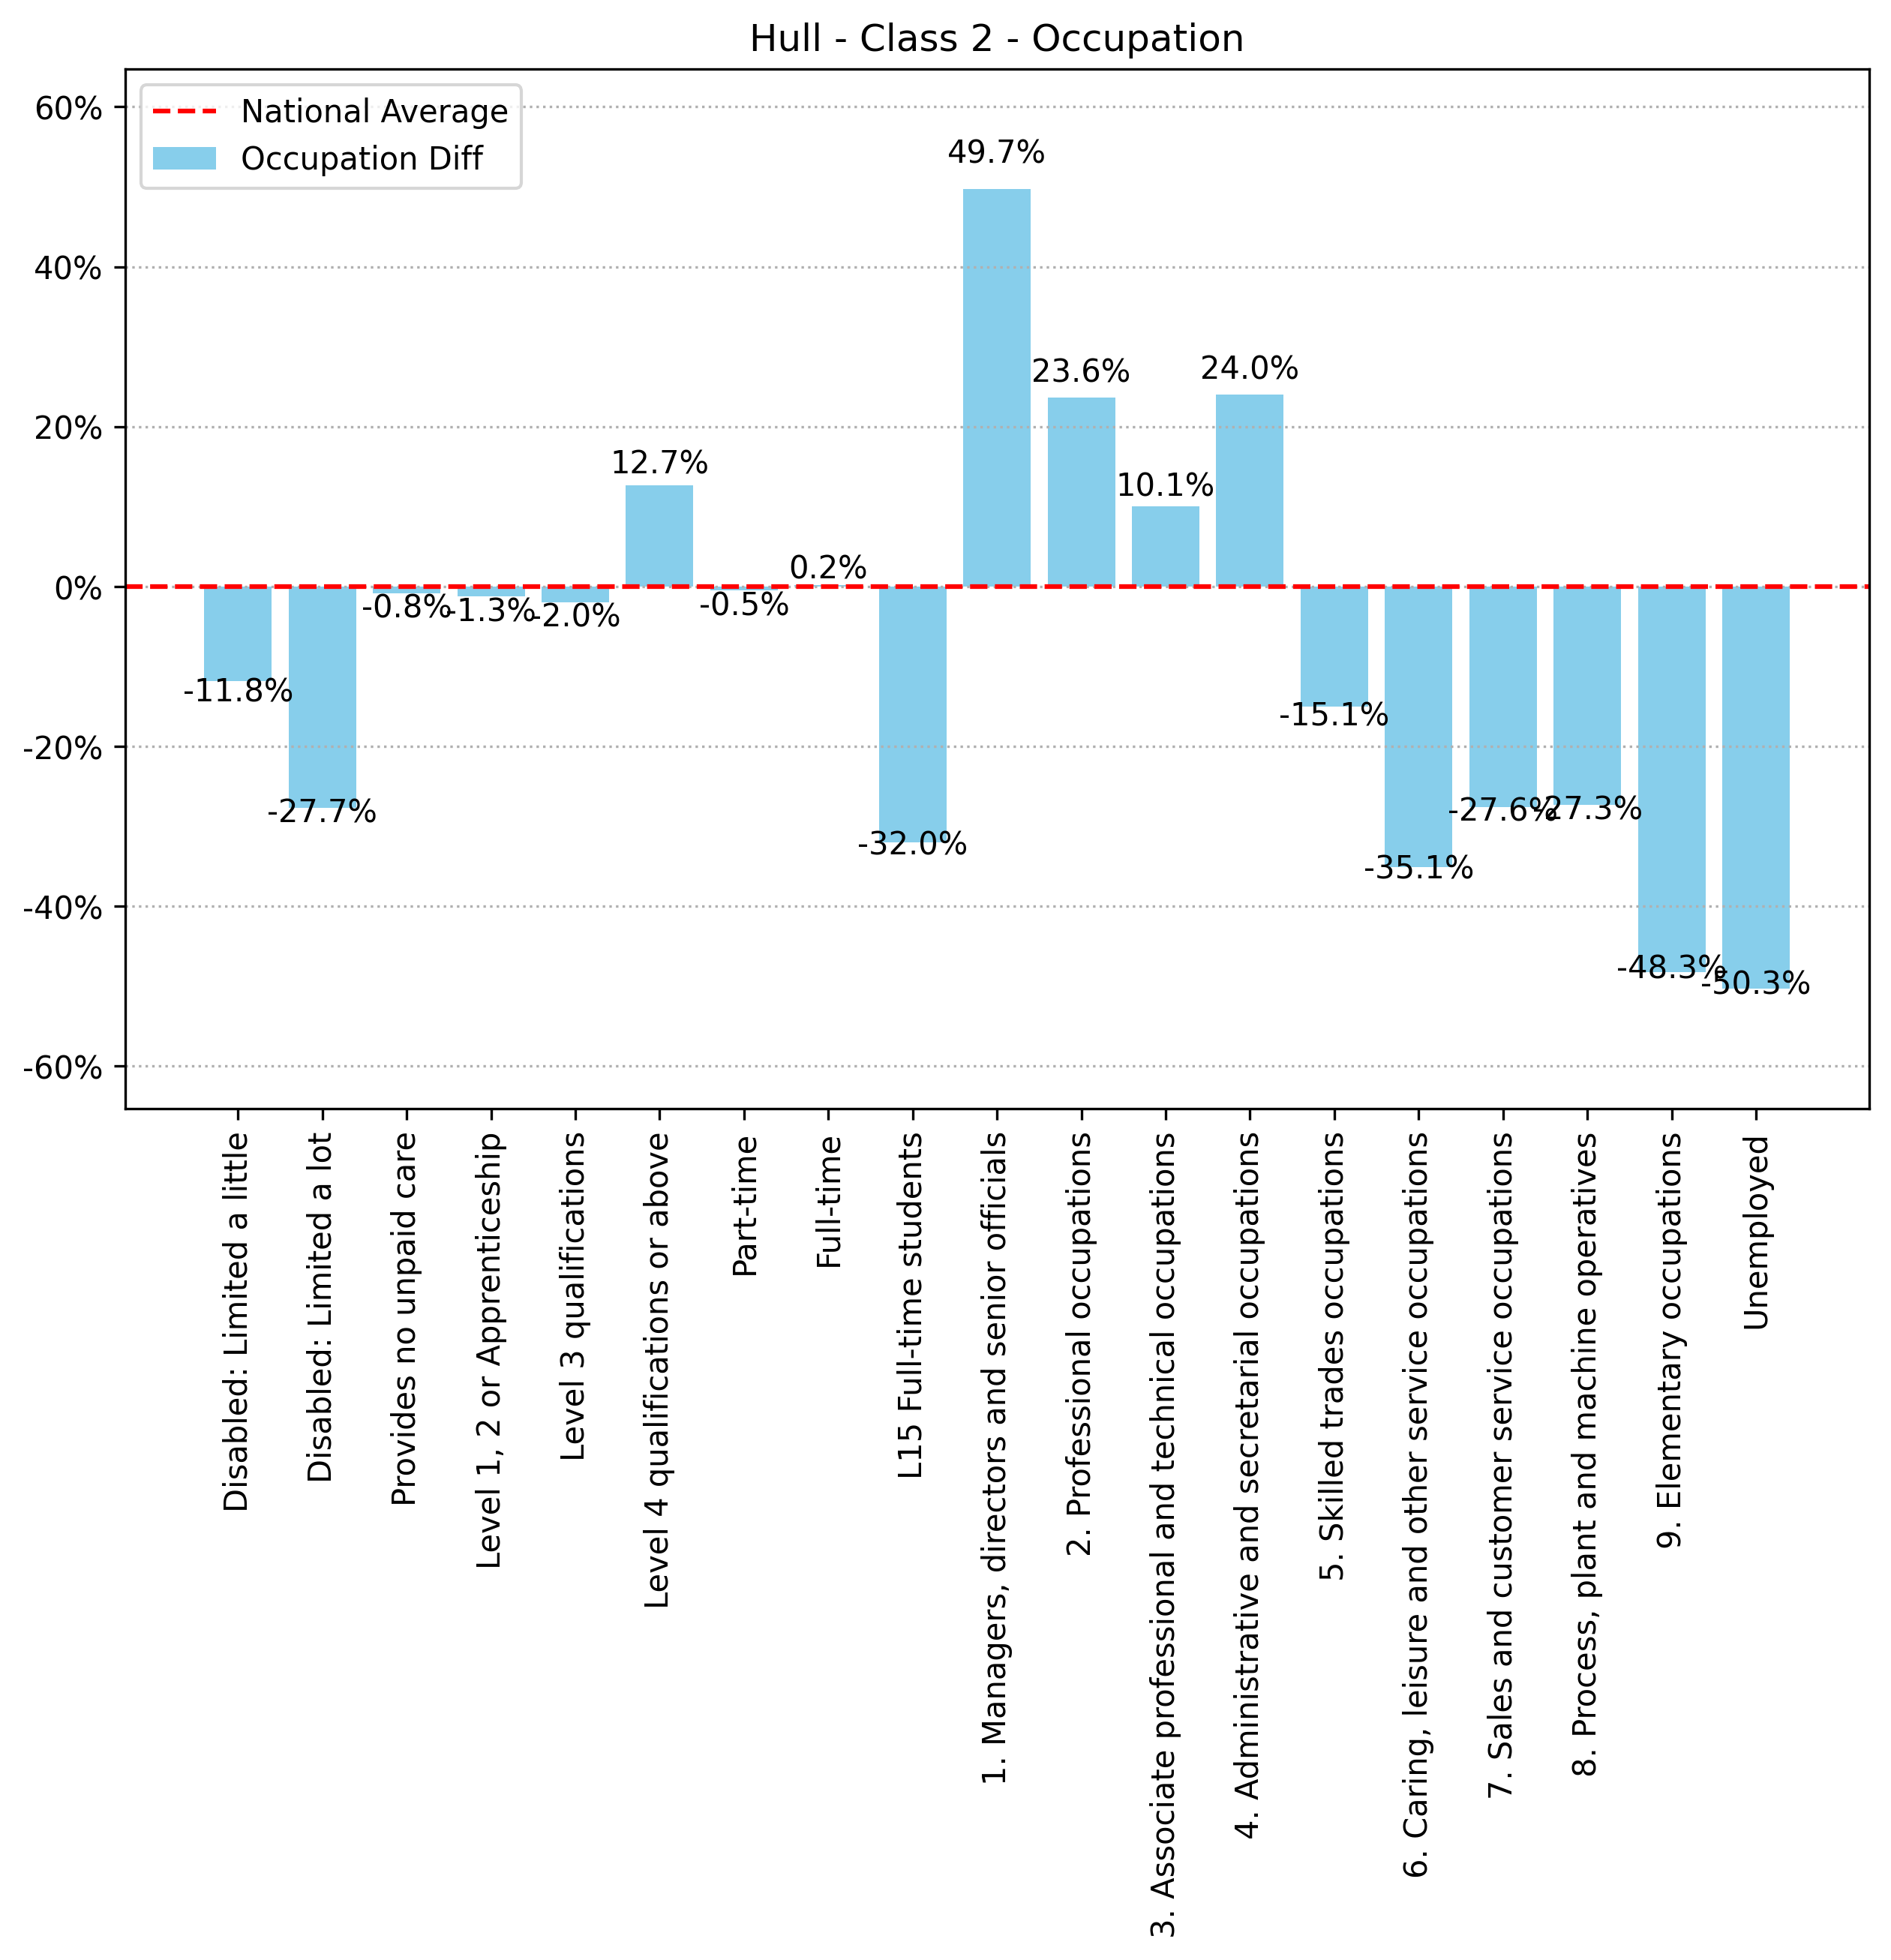 Hull - Class 2 - Occupation
National Average
Occupation Diff
60%
40%
20%
0%
-20%
-40%
-60%
-11.8%
-27.7%
-0.8%
-1.3%
-2.0%
12.7%
-0.5%
0.2%
-32.0%
49.7%
23.6%
10.1%
24.0%
-15.1%
-35.1%
-27.6%
-27.3%
-48.3%
-50.3%
Disabled: Limited a little
Disabled: Limited a lot
Provides no unpaid care
Level 1, 2 or Apprenticeship
Level 3 qualifications
Level 4 qualifications or above
Part-time
Full-time
L15 Full-time students
1. Managers, directors and senior officials
2. Professional occupations
3. Associate professional and technical occupations
4. Administrative and secretarial occupations
5. Skilled trades occupations
6. Caring, leisure and other service occupations
7. Sales and customer service occupations
8. Process, plant and machine operatives
9. Elementary occupations
Unemployed